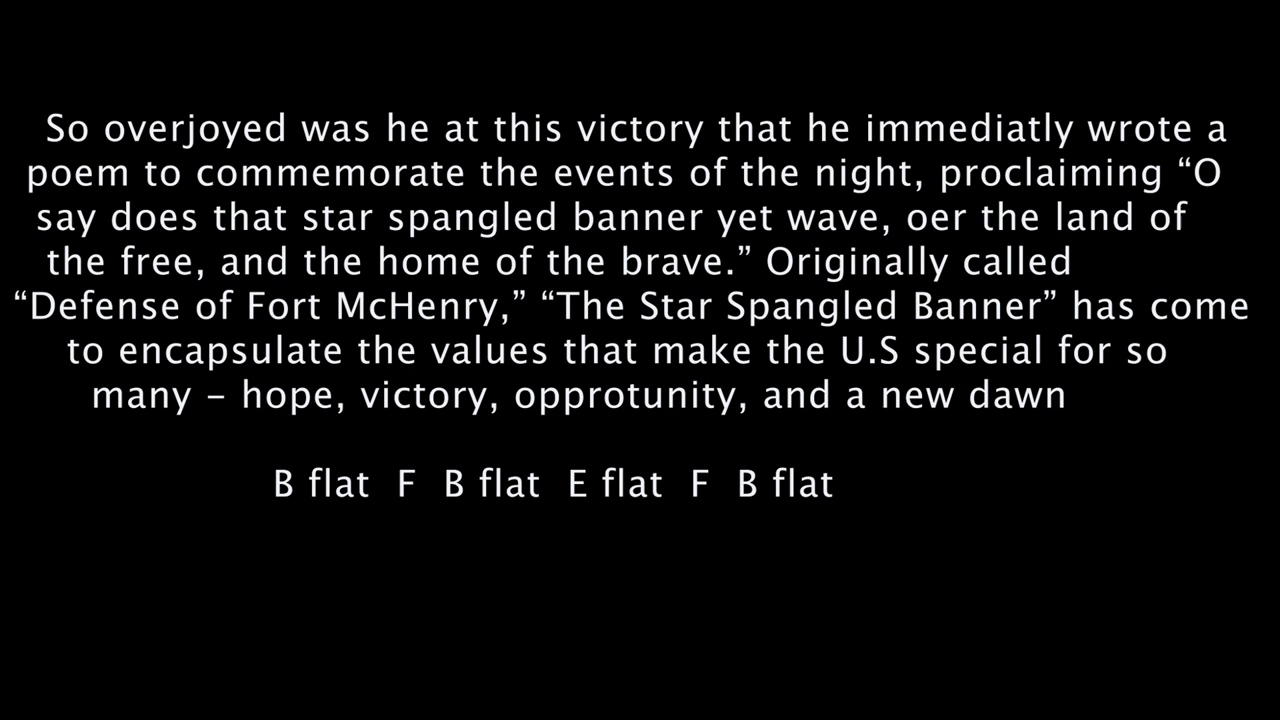 So overjoyed was he at this victory that he immediatly wrote a
poem to commemorate the events of the night, proclaiming “O
say does that star spangled banner yet wave, oer the land of
the free, and the home of the brave.” Originally called
“Defense of Fort McHenry,” “The Star Spangled Banner” has come
to encapsulate the values that make the U.S special for so
many – hope, victory, opprotunity, and a new dawn
B flat F B flat E flat F B flat